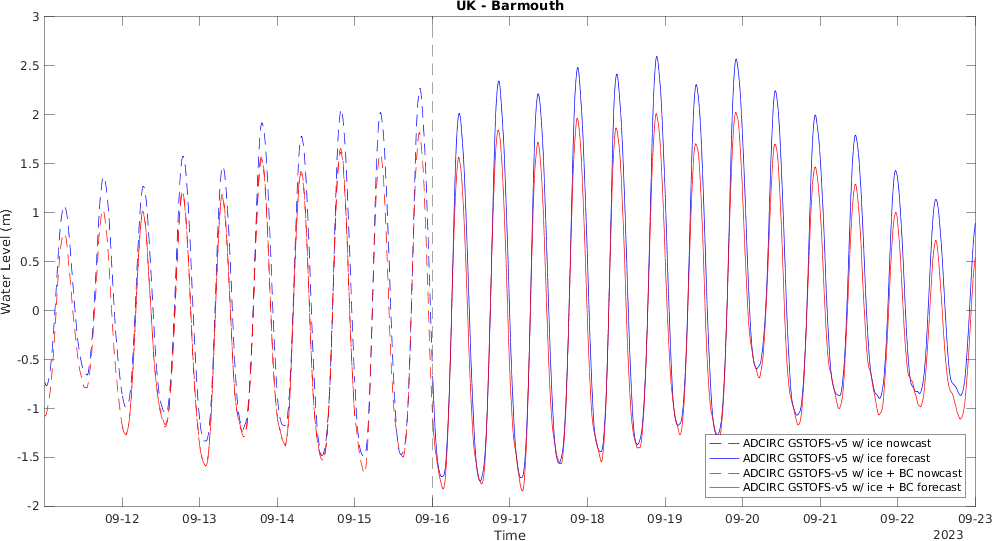 UK - Barmouth
3
2.5
2
1.5
1
0.5
0
-0.5
-1
-1.5
-2
Water Level (m)
09-12 09-13 09-14 09-15 09-16 09-17 09-18 09-19 09-20 09-21 09-22 09-23
Time
2023
ADCIRC GSTOFS-v5 w/ ice nowcast
ADCIRC GSTOFS-v5 w/ ice forecast
ADCIRC GSTOFS-v5 w/ ice + BC nowcast
ADCIRC GSTOFS-v5 w/ ice + BC forecast